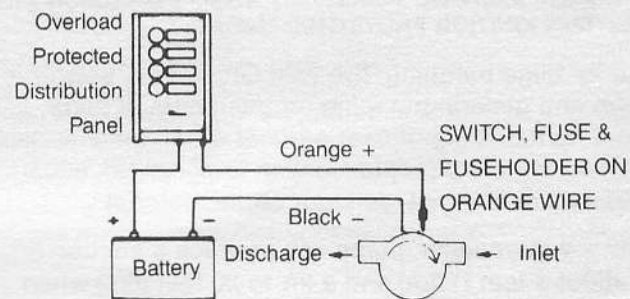 Overload
Protected
Distribution
Panel
Orange +
SWITCH, FUSE &
FUSEHOLDER ON
ORANGE WIRE
+
–
Black –
Battery
Discharge
Inlet